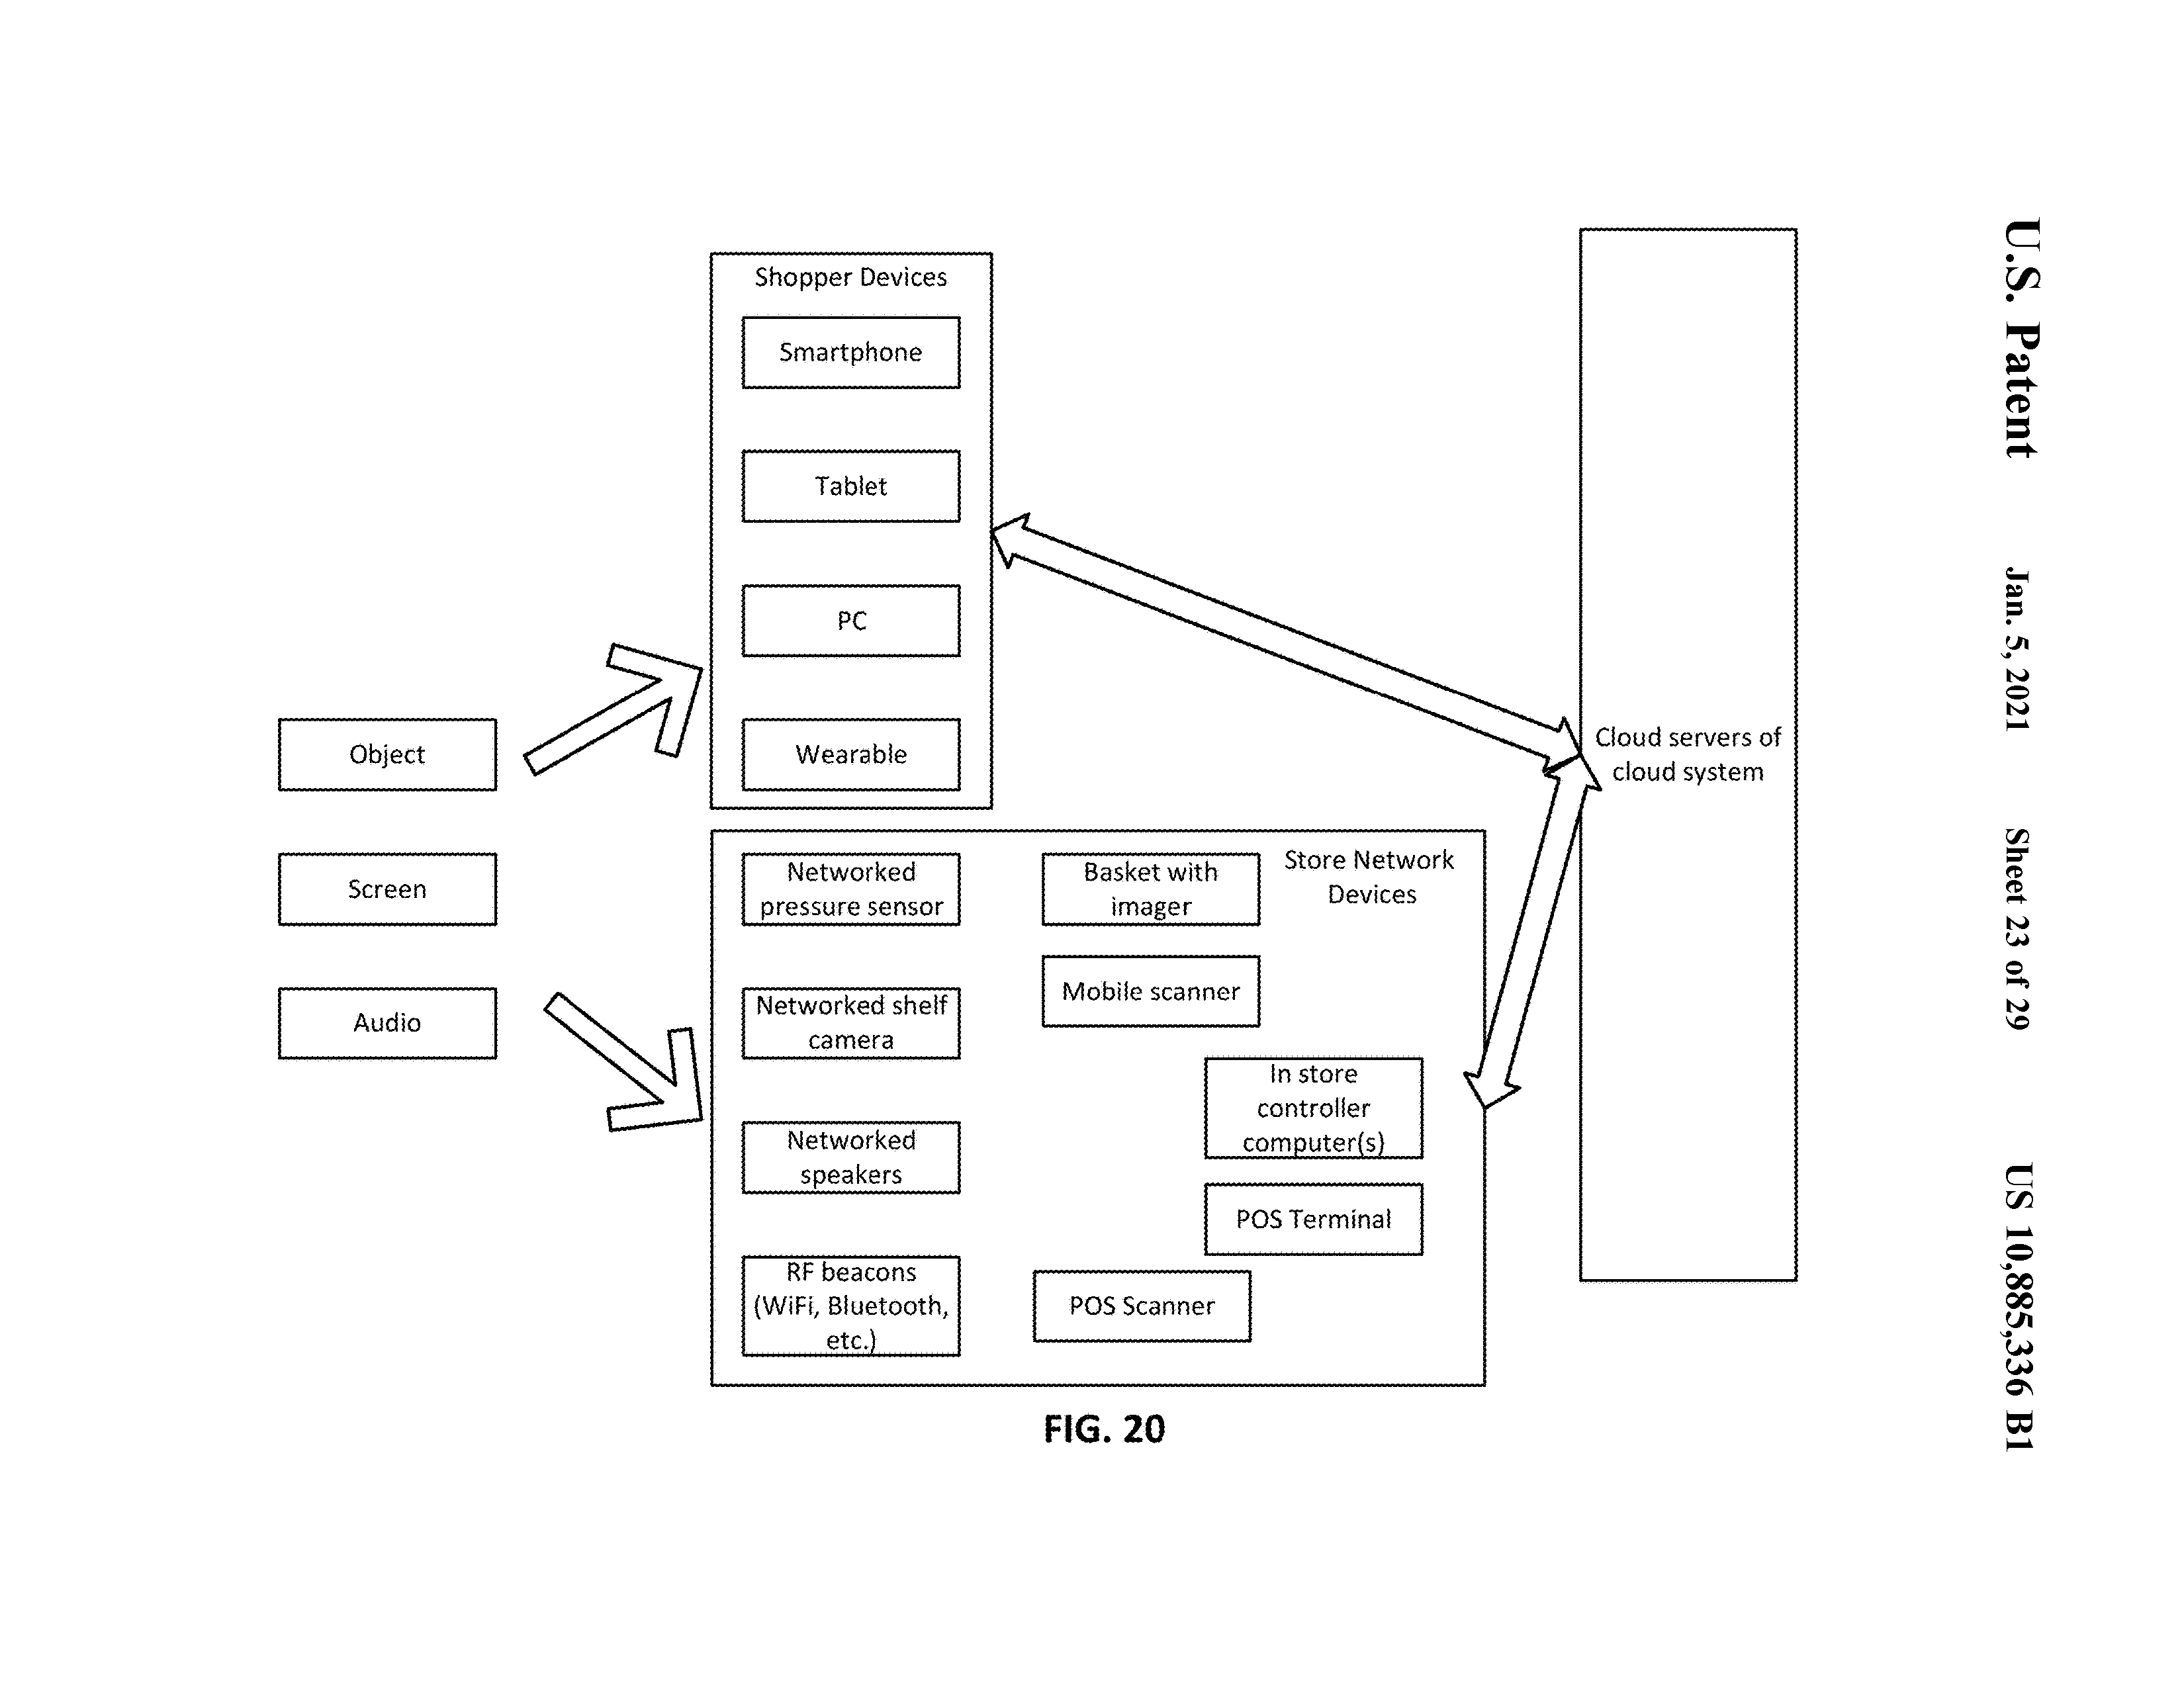 U.S. Patent
Jan. 5, 2021
Sheet 23 of 29
US 10,885,336 B1
Shopper Devices
Smartphone
Tablet
PC
Wearable
Object
Screen
Audio
Networked
pressure sensor
Networked shelf
camera
Networked
speakers
RF beacons
(WiFi, Bluetooth,
etc.)
Basket with
imager
Mobile scanner
Store Network
Devices
In store
controller
computer(s)
POS Terminal
POS Scanner
Cloud servers of
cloud system
FIG. 20